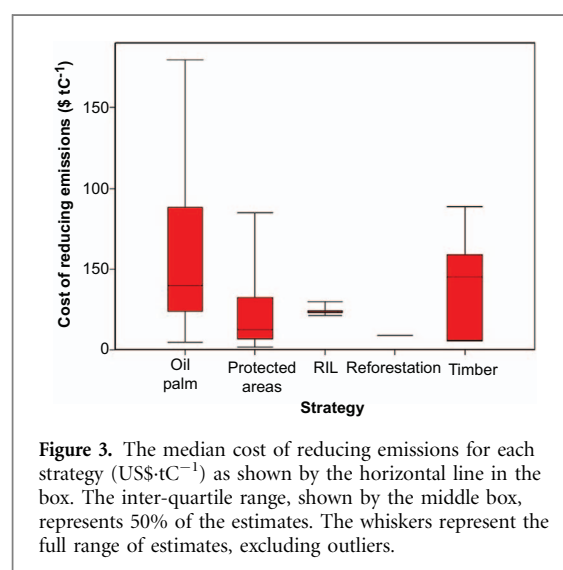 Cost of reducing emissions ($ tC-1)
150
100
150
0
Oil palm
Protected areas
RIL
Reforestation
Timber
Strategy
Figure 3. The median cost of reducing emissions for each
strategy (US$·tC−1) as shown by the horizontal line in the
box. The inter-quartile range, shown by the middle box,
represents 50% of the estimates. The whiskers represent the
full range of estimates, excluding outliers.